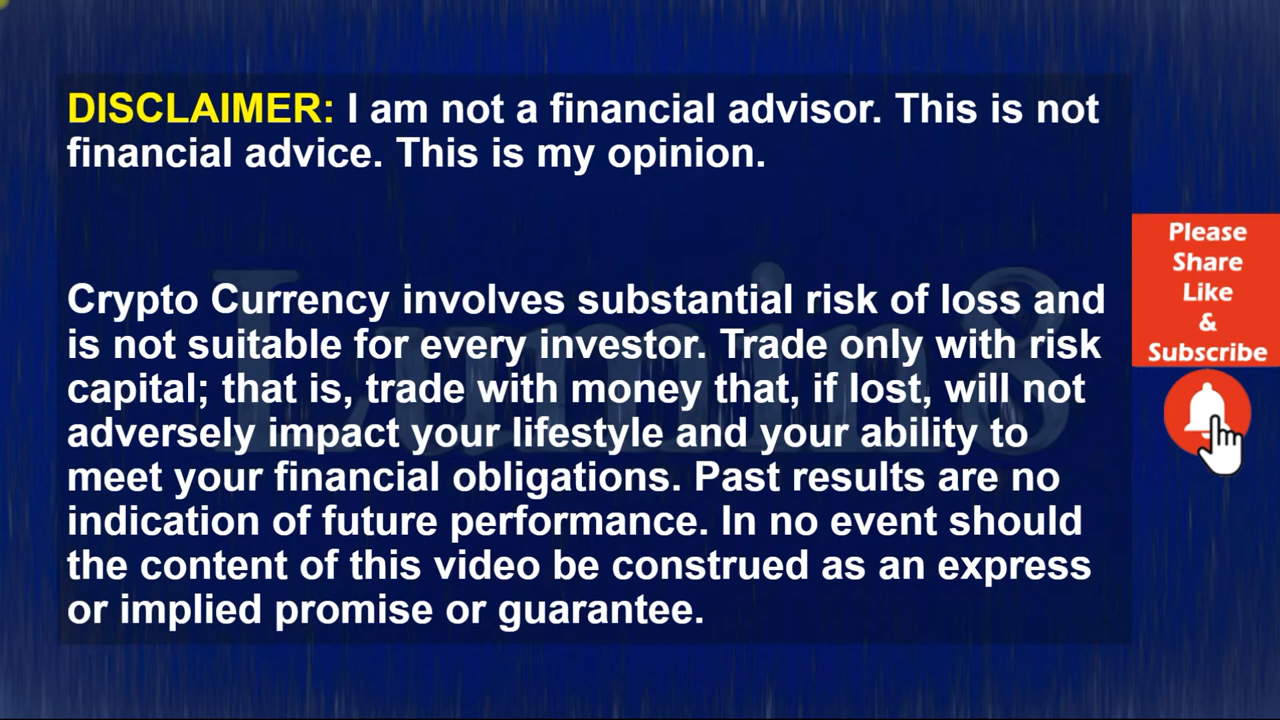 DISCLAIMER: I am not a financial advisor. This is not
financial advice. This is my opinion.
Crypto Currency involves substantial risk of loss and
is not suitable for every investor. Trade only with risk
capital; that is, trade with money that, if lost, will not
adversely impact your lifestyle and your ability to
meet your financial obligations. Past results are no
indication of future performance. In no event should
the content of this video be construed as an express
or implied promise or guarantee.
Lumin8
Please
Share
Like
&
Subscribe